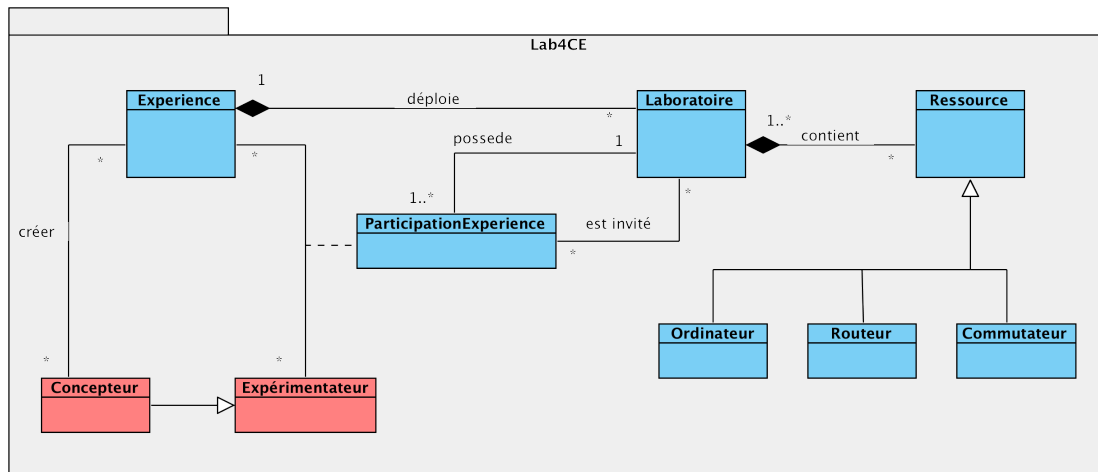 Lab4CE
1
Experience
déploie
Laboratoire
*
1..*
Ressource
possede
1
contient
*
*
*
1..*
*
ParticipationExperience
est invité
*
créer
Ordinateur
Routeur
Commutateur
*
*
Concepteur
Expérimentateur